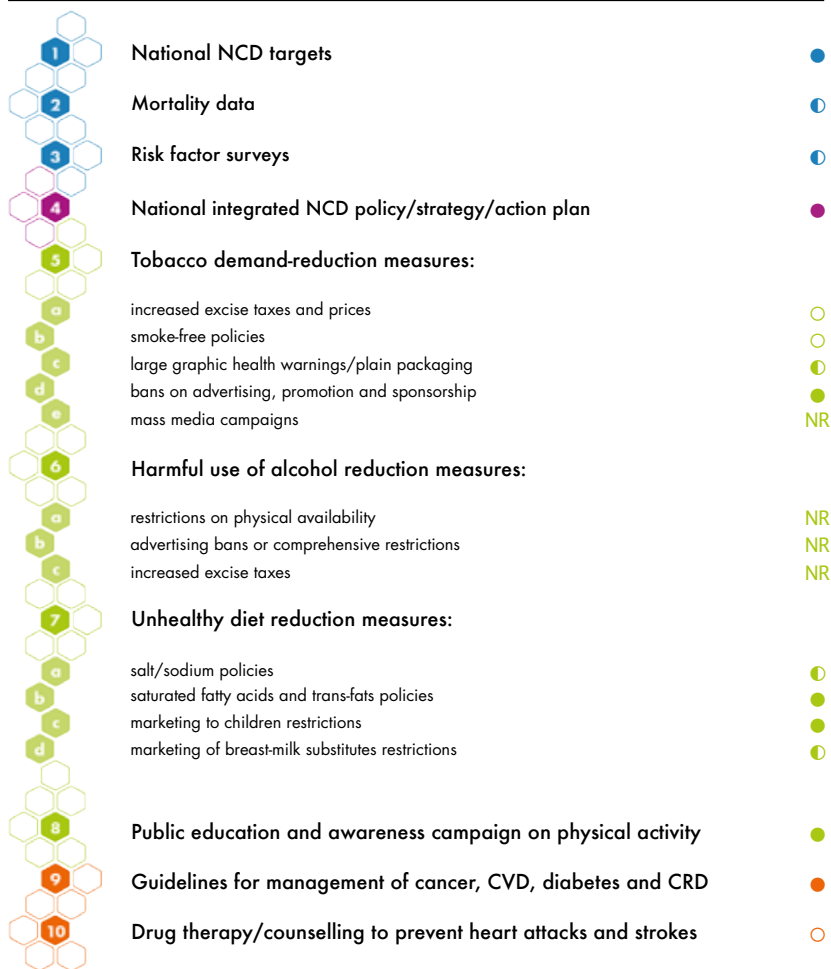 1 National NCD targets ●
2 Mortality data ◐
3 Risk factor surveys ◐
4 National integrated NCD policy/strategy/action plan ●
5 Tobacco demand-reduction measures:
a increased excise taxes and prices ○
b smoke-free policies ○
c large graphic health warnings/plain packaging ◐
d bans on advertising, promotion and sponsorship ●
e mass media campaigns NR
6 Harmful use of alcohol reduction measures:
a restrictions on physical availability NR
b advertising bans or comprehensive restrictions NR
c increased excise taxes NR
7 Unhealthy diet reduction measures:
a salt/sodium policies ◐
b saturated fatty acids and trans-fats policies ●
c marketing to children restrictions ●
d marketing of breast-milk substitutes restrictions ◐
8 Public education and awareness campaign on physical activity ●
9 Guidelines for management of cancer, CVD, diabetes and CRD ●
10 Drug therapy/counselling to prevent heart attacks and strokes ○